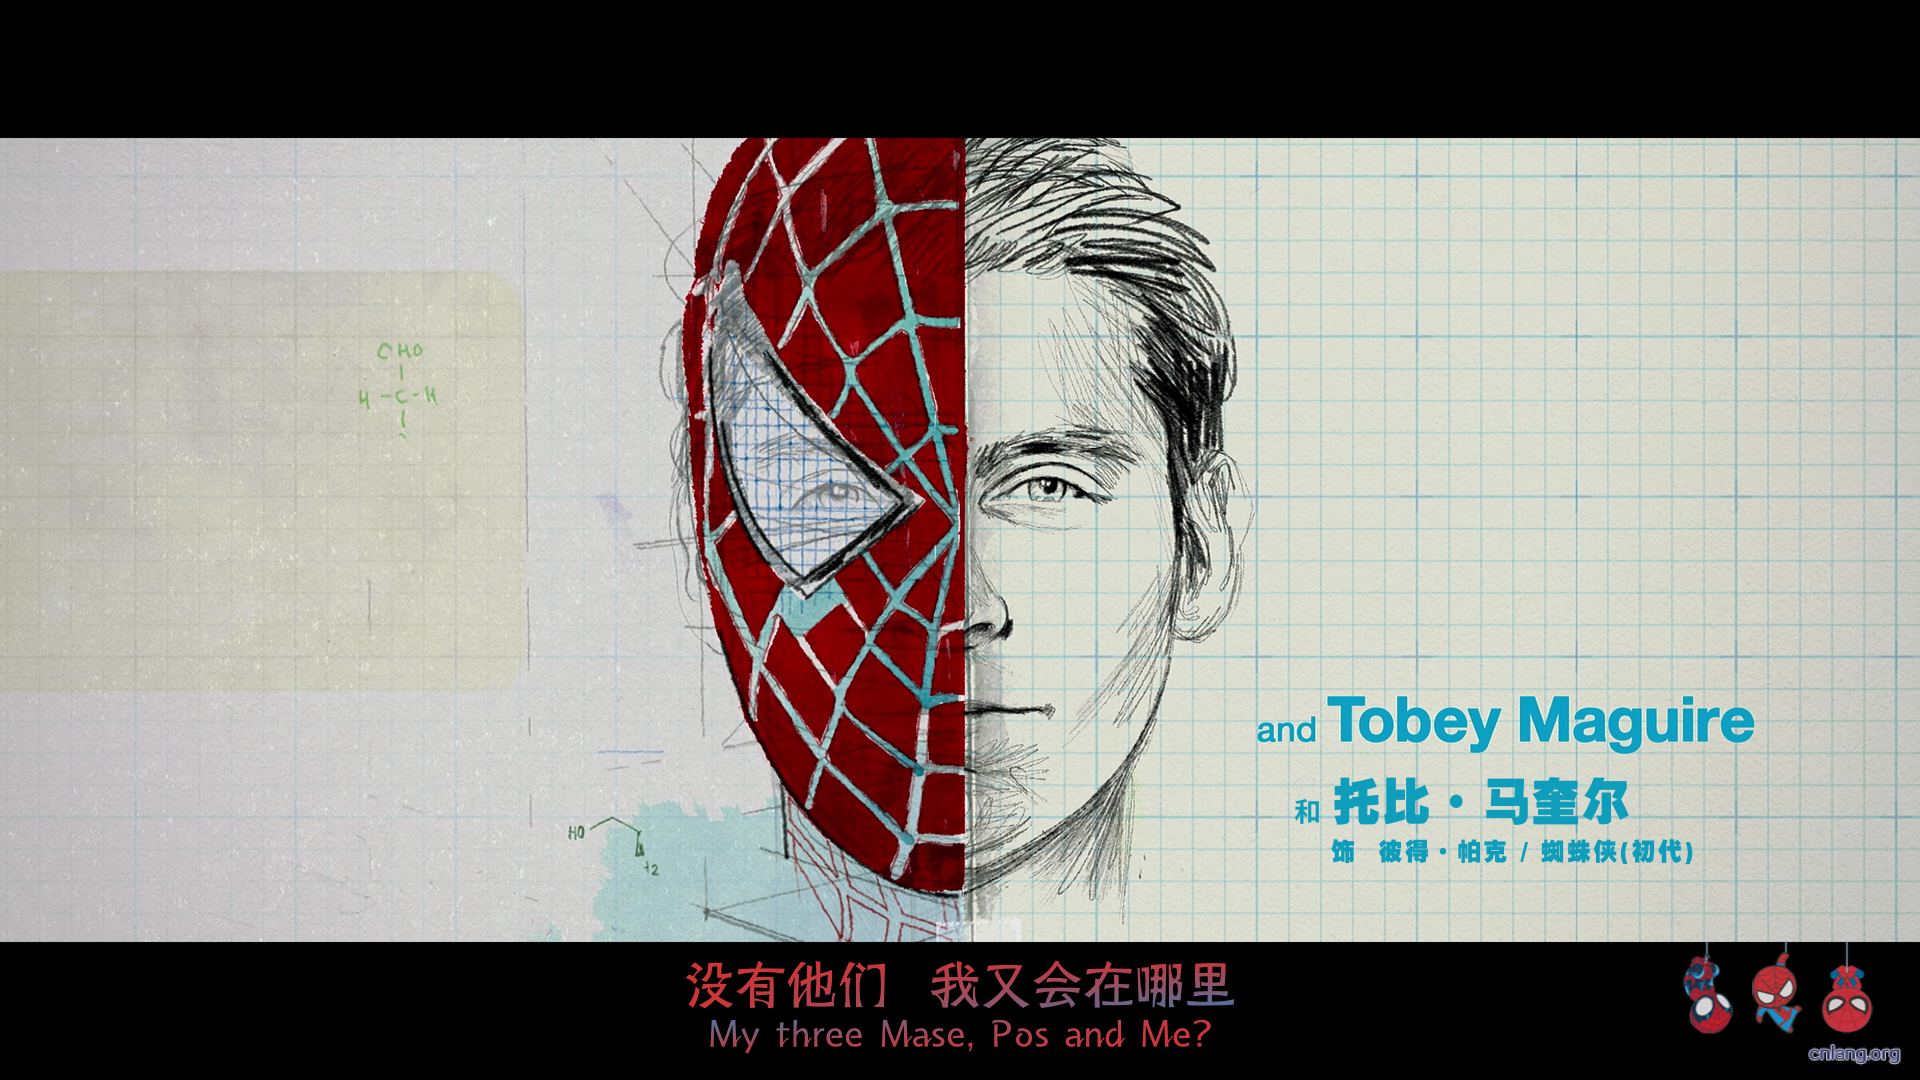 CHO
H-C-H
HO
12
and Tobey Maguire
和 托比·马奎尔
饰 彼得·帕克 / 蜘蛛侠(初代)
没有他们 我又会在哪里
My three Mase, Pos and Me?
cnlang.org